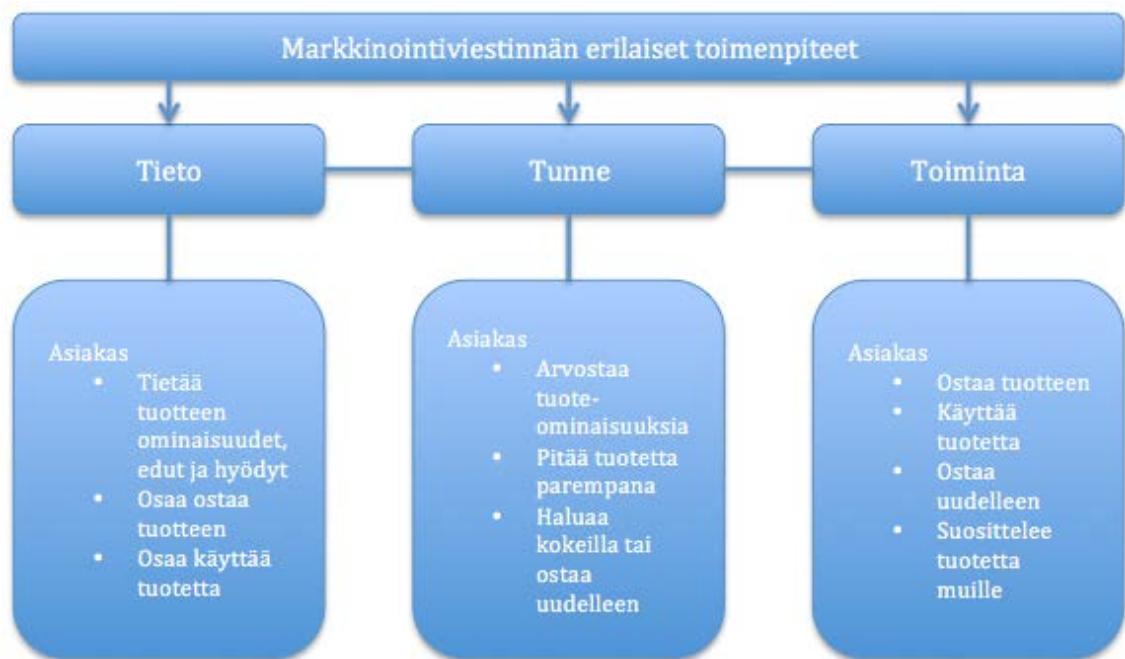 Markkinointiviestinnän erilaiset toimenpiteet
Tieto
Tunne
Toiminta
Asiakas
• Tietää
tuotteen
ominaisuudet,
edut ja hyödyt
• Osaa ostaa
tuotteen
• Osaa käyttää
tuotetta
Asiakas
• Arvostaa
tuote-
ominaisuuksia
• Pitää tuotetta
parempana
• Haluaa
kokeilla tai
ostaa
uudelleen
Asiakas
• Ostaa tuotteen
• Käyttää
tuotetta
• Ostaa
uudelleen
• Suosittelee
tuotetta
muille